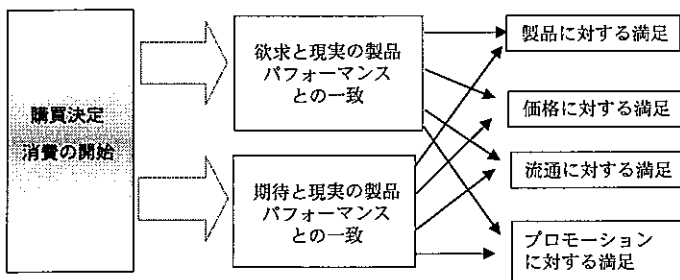 購買決定
消費の開始
欲求と現実の製品
パフォーマンス
との一致
期待と現実の製品
パフォーマンス
との一致
製品に対する満足
価格に対する満足
流通に対する満足
プロモーション
に対する満足